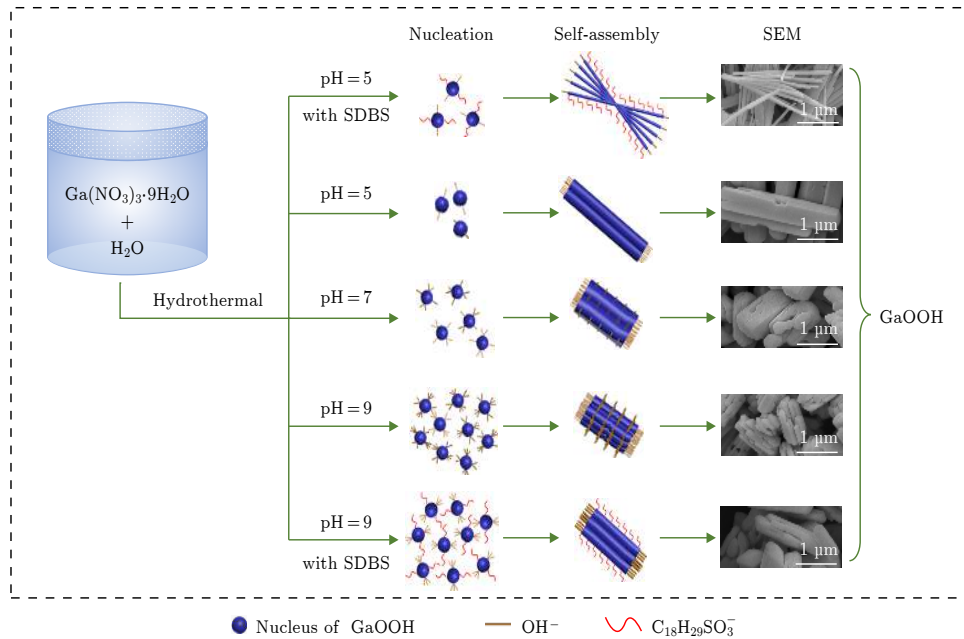 Nucleation
Self-assembly
SEM
pH = 5
with SDBS
1 μm
Ga(NO₃)₃·9H₂O
+
H₂O
pH = 5
1 μm
Hydrothermal
pH = 7
1 μm
GaOOH
pH = 9
1 μm
pH = 9
with SDBS
1 μm
Nucleus of GaOOH
OH⁻
C₁₈H₂₉SO₃⁻